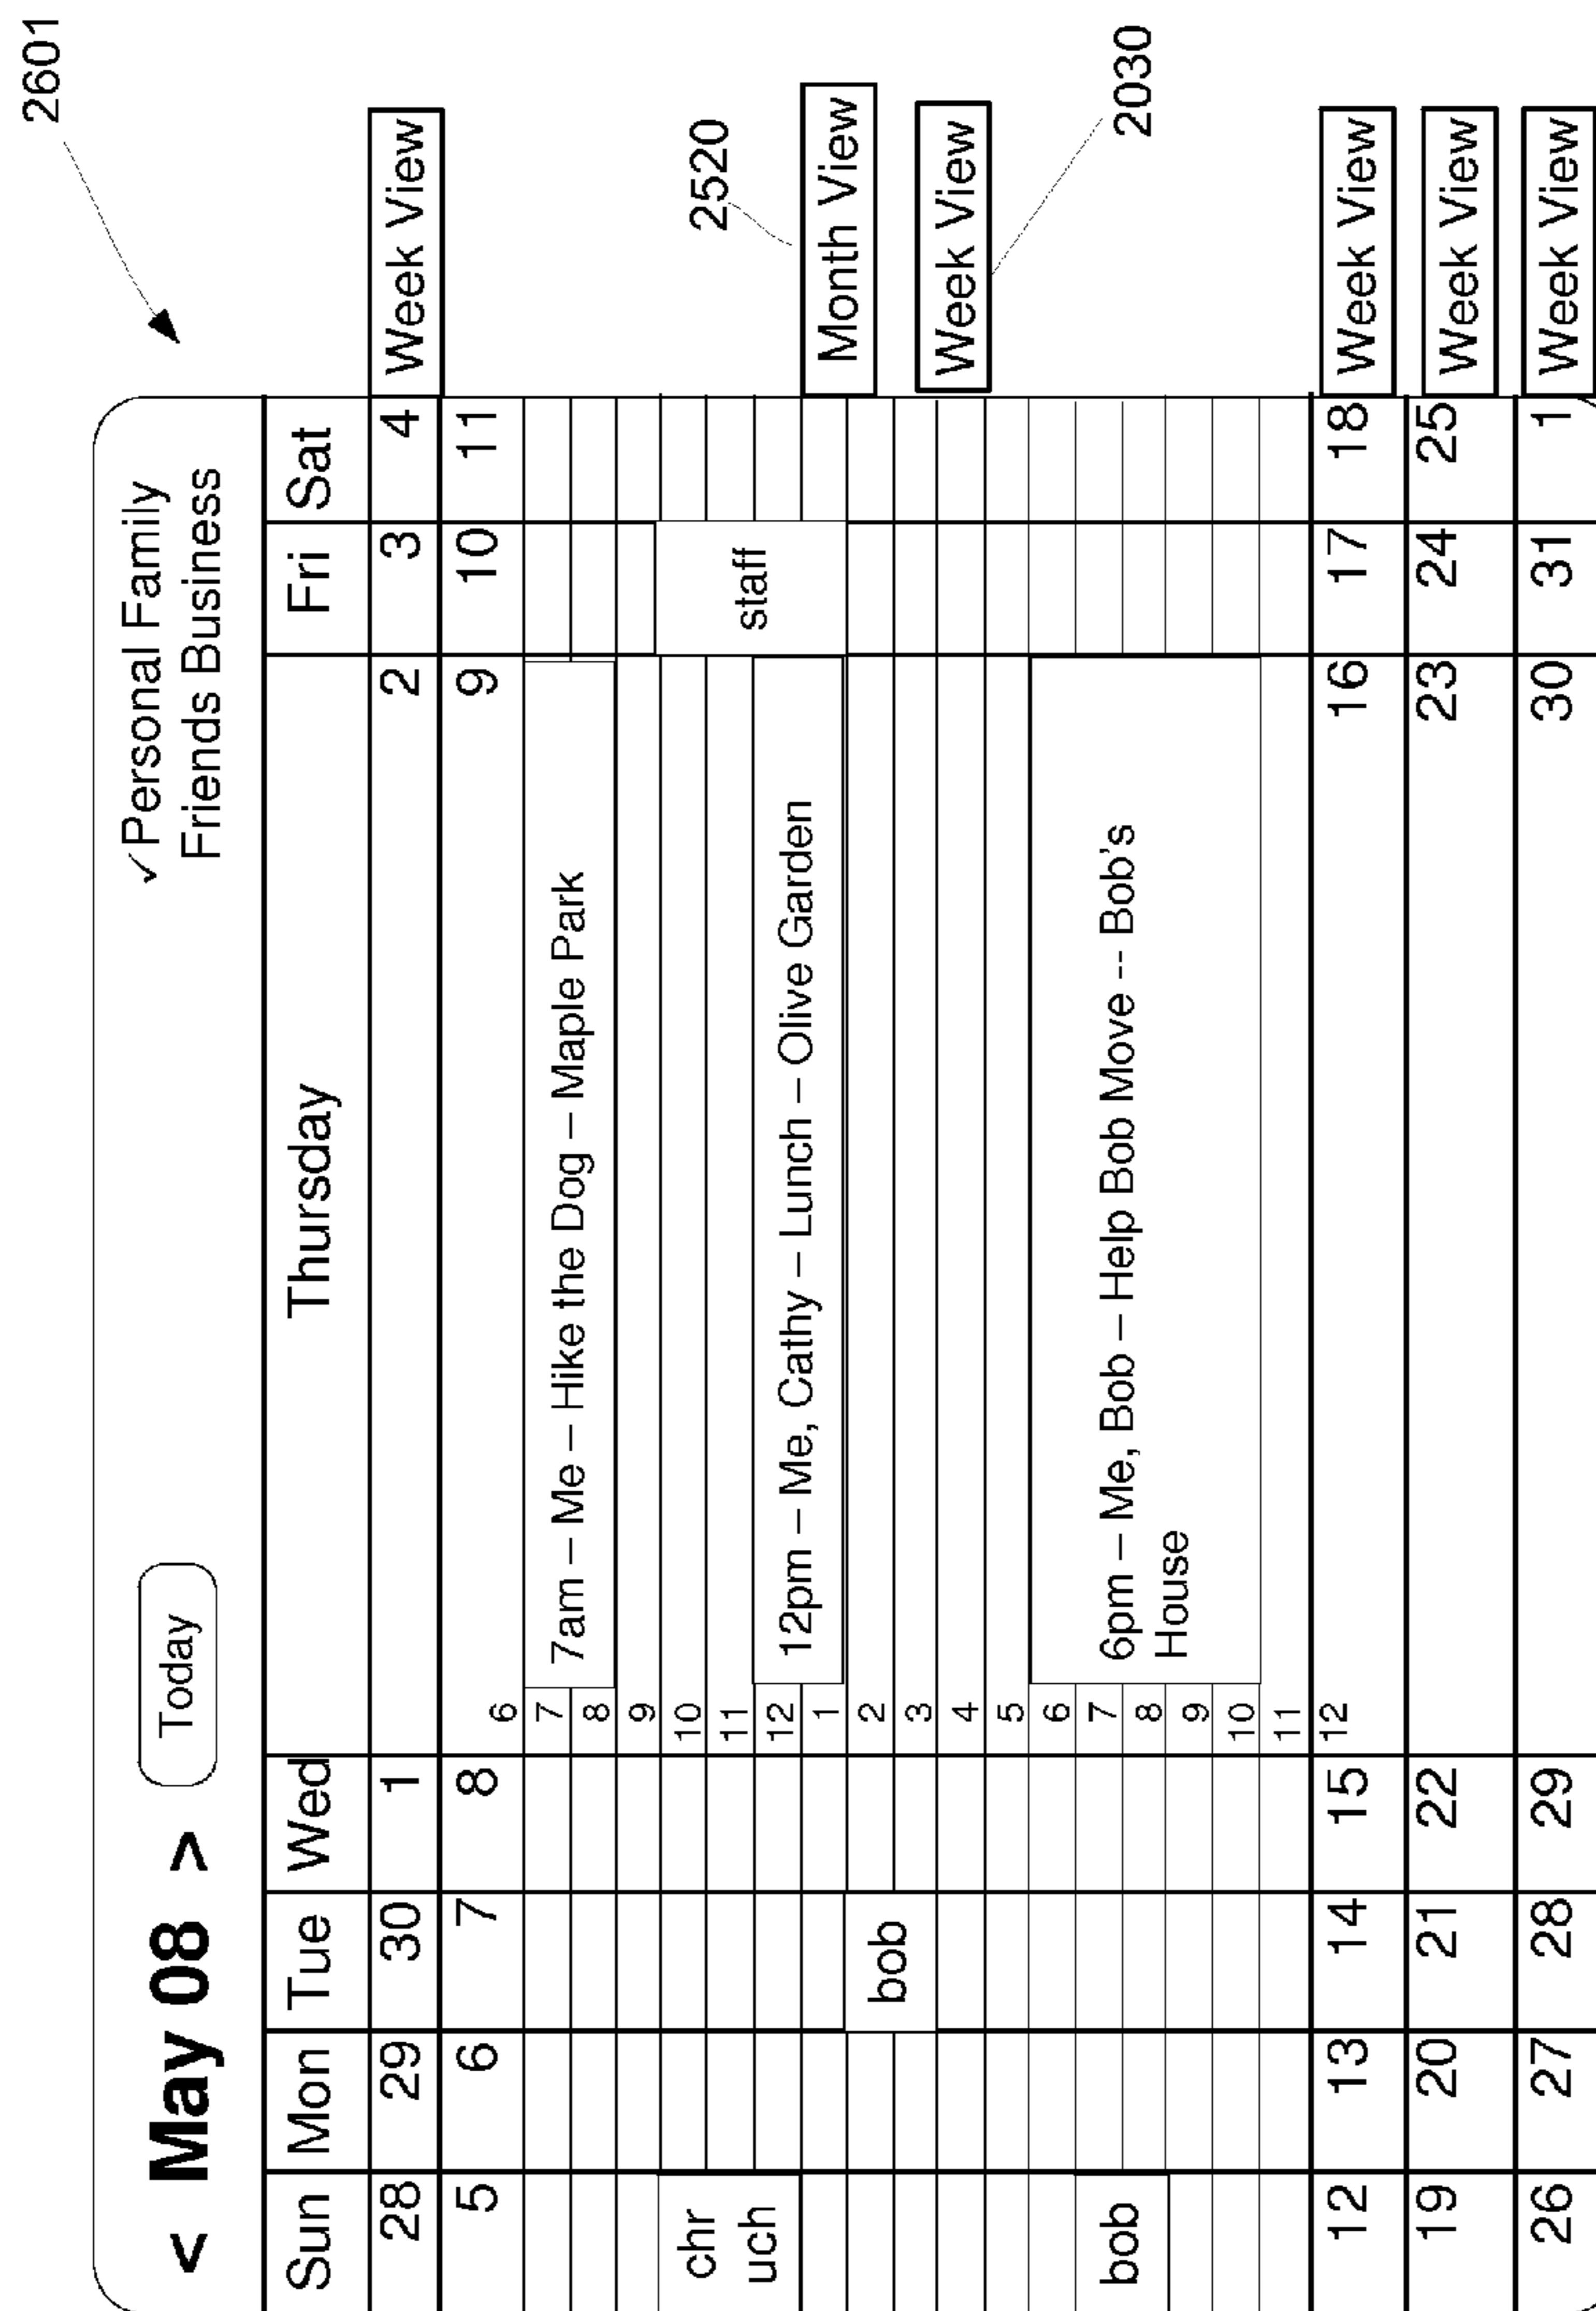 2601
✓Personal Family
Friends Business
< May 08 > Today
Sun Mon Tue Wed Thursday Fri Sat
28 29 30 1 2 3 4 Week View
5 6 7 8 9 10 11
6
7
7am – Me – Hike the Dog – Maple Park
8
9
10
chr
uch
2520
11
staff
12
12pm – Me, Cathy – Lunch – Olive Garden
1
Month View
2
bob
3
4
Week View
2030
5
6
7
bob
6pm – Me, Bob – Help Bob Move -- Bob's
House
8
9
10
11
12
12 13 14 15 16 17 18 Week View
19 20 21 22 23 24 25 Week View
26 27 28 29 30 31 1 Week View